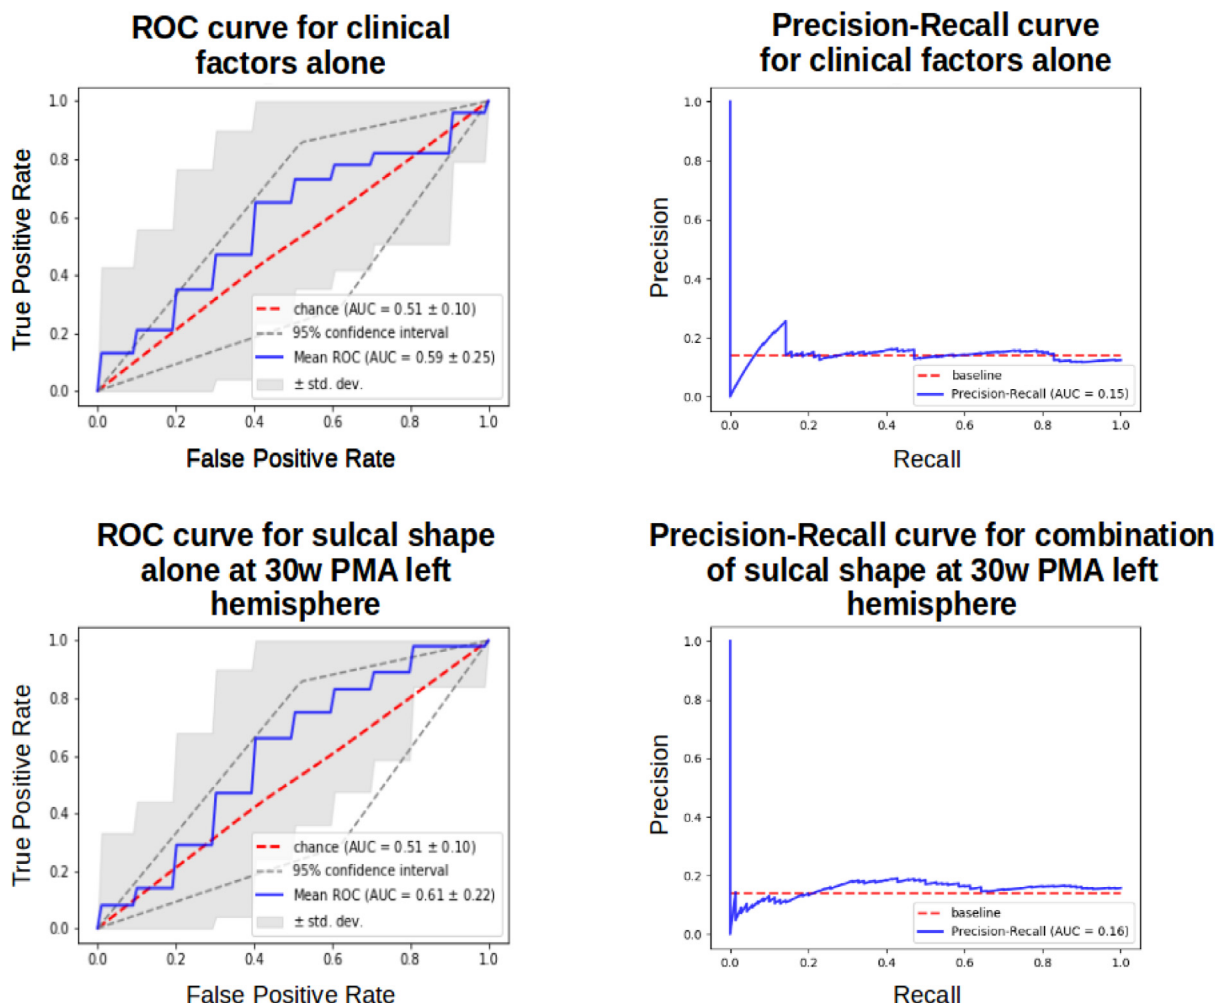 ROC curve for clinical
factors alone
True Positive Rate
1.0
0.8
0.6
0.4
0.2
0.0
chance (AUC = 0.51 ± 0.10)
95% confidence interval
Mean ROC (AUC = 0.59 ± 0.25)
± std. dev.
0.0 0.2 0.4 0.6 0.8 1.0
False Positive Rate
Precision-Recall curve
for clinical factors alone
Precision
1.0
0.8
0.6
0.4
0.2
0.0
baseline
Precision-Recall (AUC = 0.15)
0.0 0.2 0.4 0.6 0.8 1.0
Recall
ROC curve for sulcal shape
alone at 30w PMA left
hemisphere
True Positive Rate
1.0
0.8
0.6
0.4
0.2
0.0
chance (AUC = 0.51 ± 0.10)
95% confidence interval
Mean ROC (AUC = 0.61 ± 0.22)
± std. dev.
0.0 0.2 0.4 0.6 0.8 1.0
False Positive Rate
Precision-Recall curve for combination
of sulcal shape at 30w PMA left
hemisphere
Precision
1.0
0.8
0.6
0.4
0.2
0.0
baseline
Precision-Recall (AUC = 0.16)
0.0 0.2 0.4 0.6 0.8 1.0
Recall